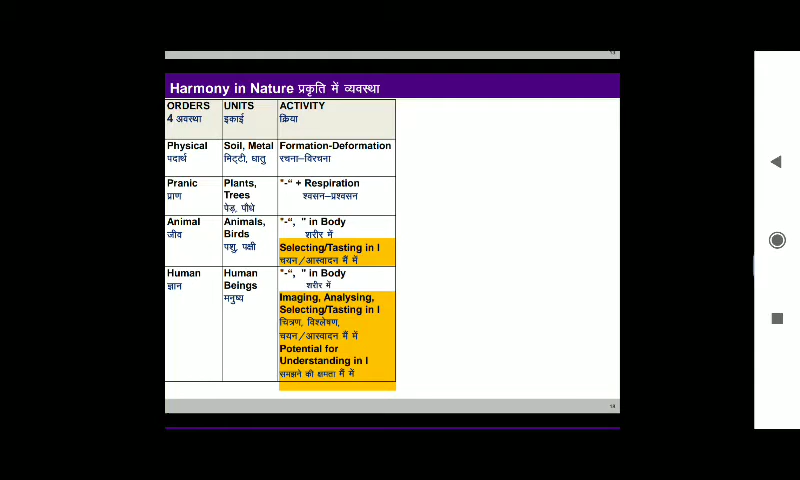 Harmony in Nature प्रकृति में व्यवस्था
ORDERS UNITS ACTIVITY
4 अवस्था इकाई क्रिया
Physical Soil, Metal Formation-Deformation
पदार्थ मिट्टी, धातु रचना–विरचना
Pranic Plants, Trees "-“ + Respiration
प्राण पेड़, पौधे श्वसन–प्रश्वसन
Animal Animals, Birds "-“, " in Body
जीव पशु, पक्षी शरीर में
Selecting/Tasting in I
चयन/आस्वादन मैं में
Human Human Beings "-“, " in Body
ज्ञान मनुष्य शरीर में
Imaging, Analysing,
Selecting/Tasting in I
चित्रण, विश्लेषण,
चयन/आस्वादन मैं में
Potential for
Understanding in I
समझने की क्षमता मैं में
18